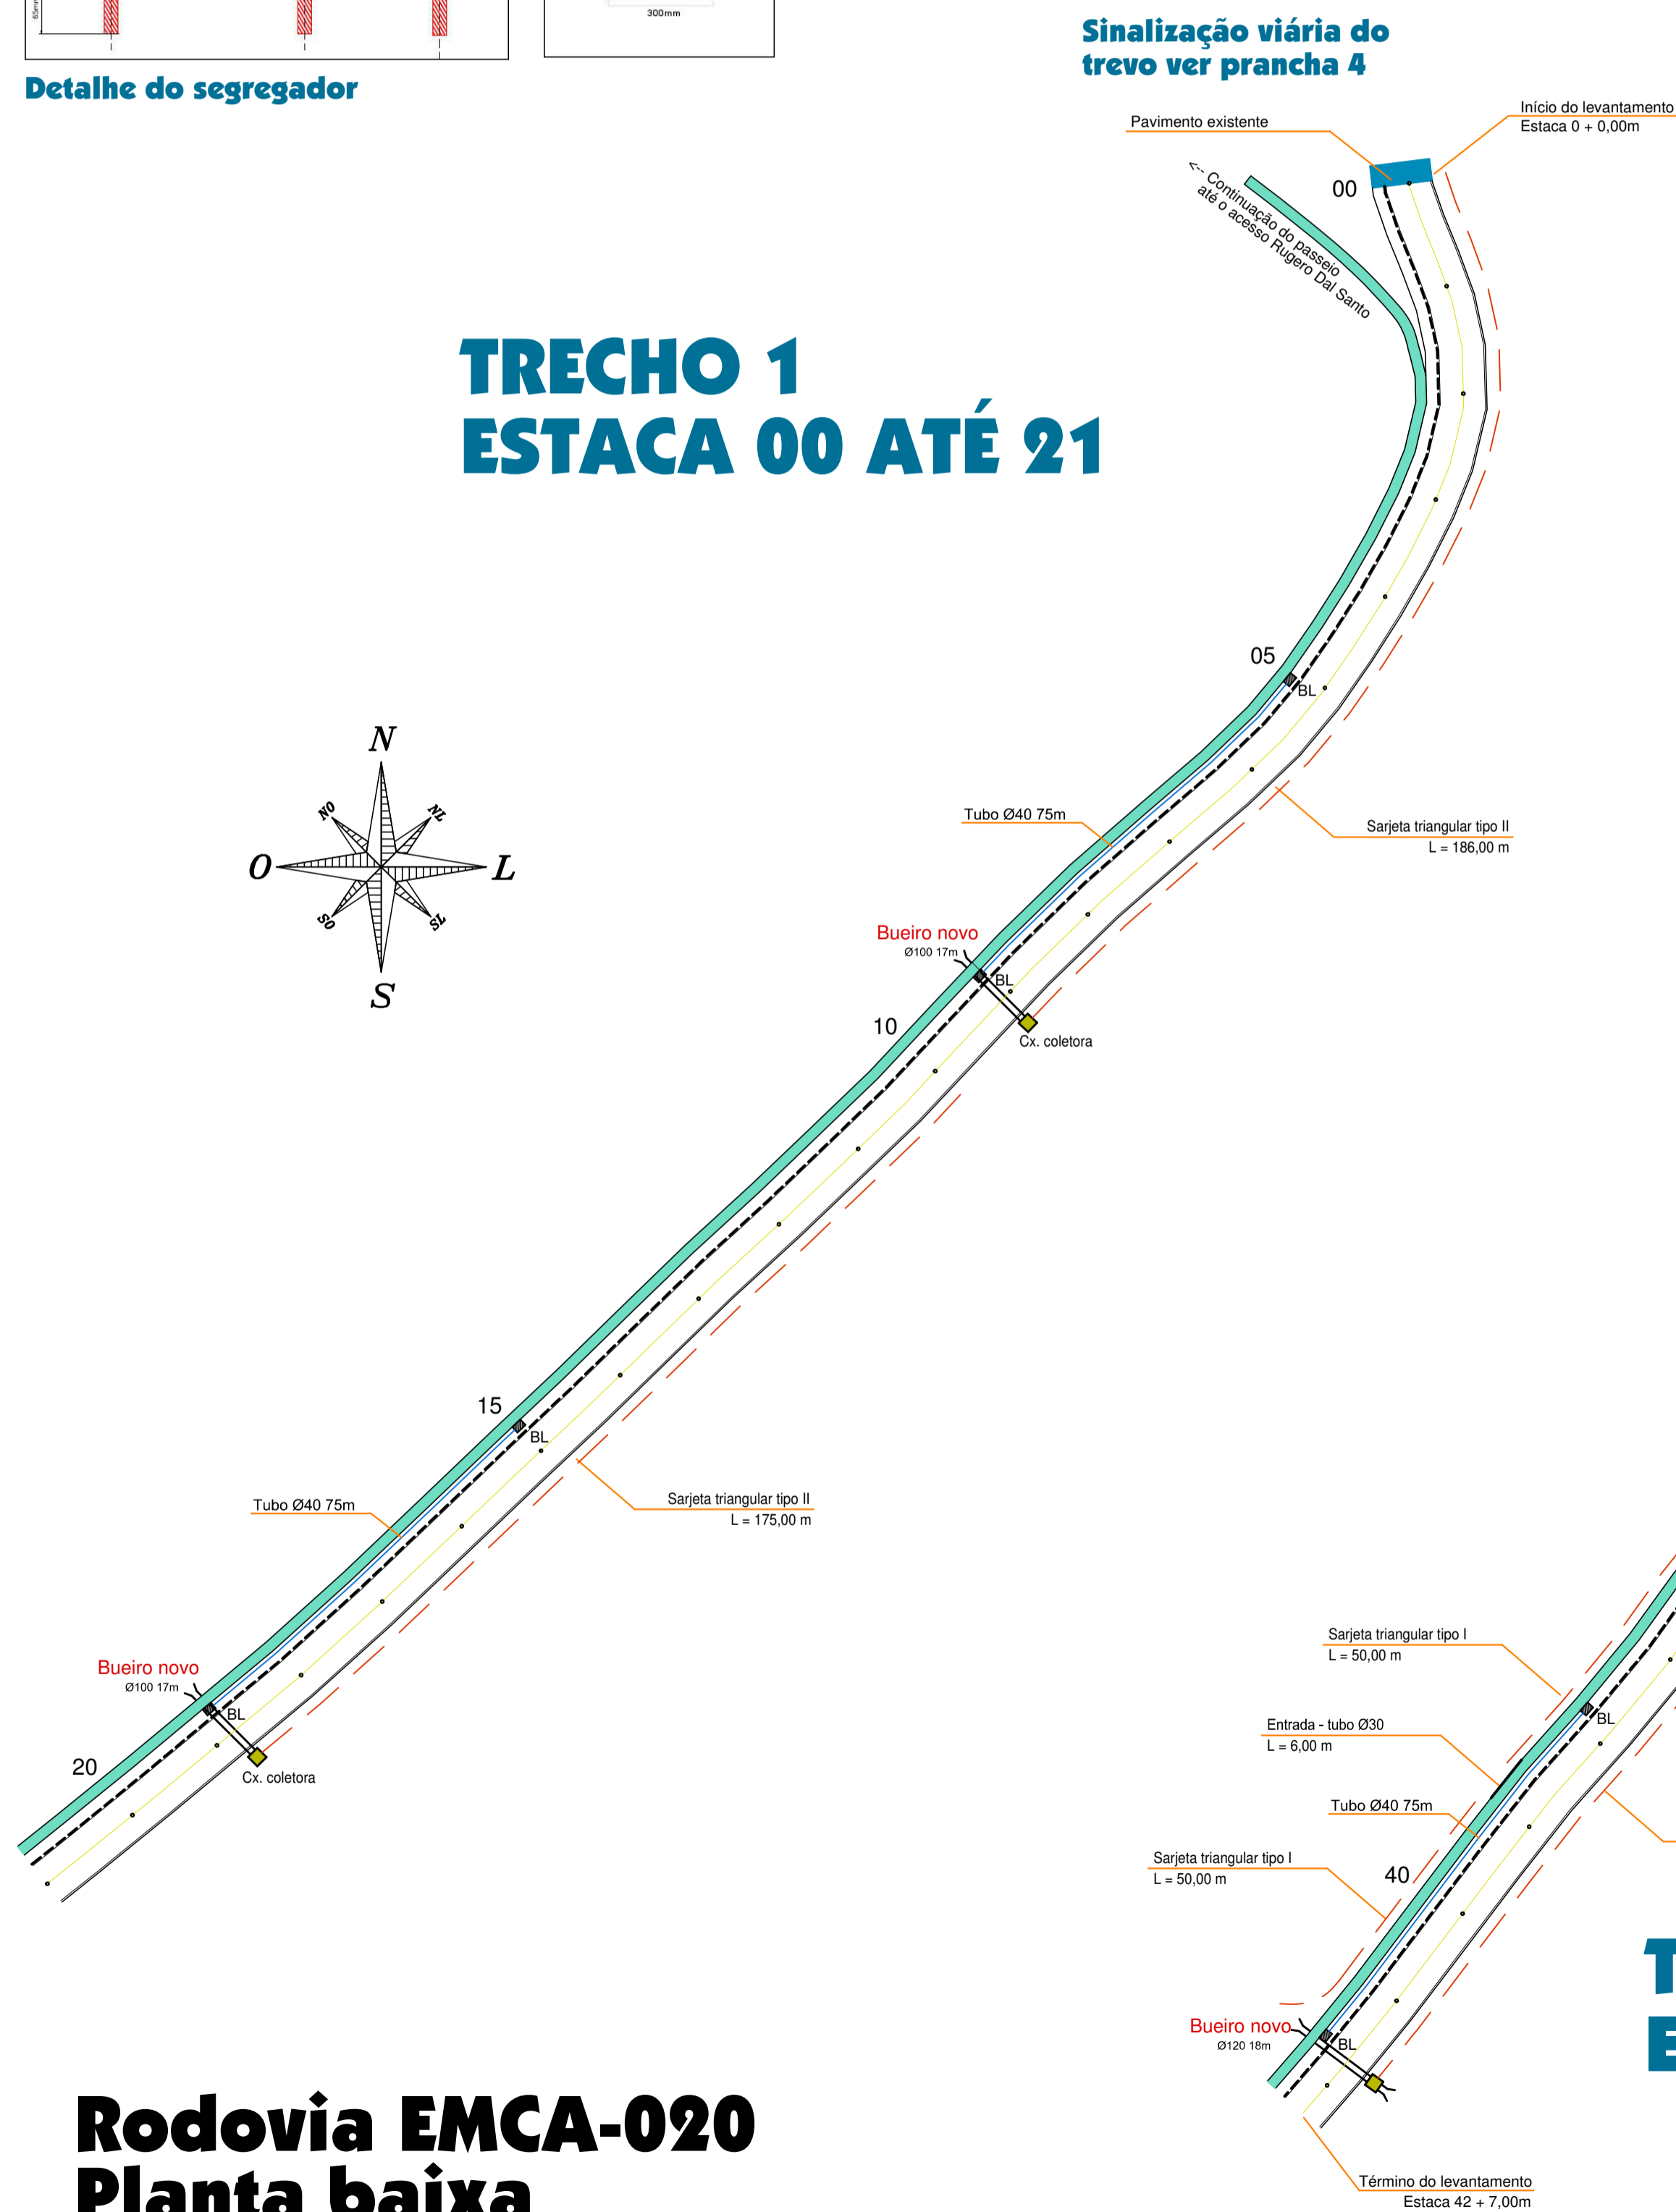 65mm
300mm
Detalhe do segregador
Sinalização viária do
trevo ver prancha 4
Pavimento existente
Início do levantamento
Estaca 0 + 0,00m
00
<-- Continuação do passeio
até o acesso Rugero Dal Santo
TRECHO 1
ESTACA 00 ATÉ 21
05
BL
N
NO
NL
O
L
SO
SL
S
Tubo Ø40 75m
Sarjeta triangular tipo II
L = 186,00 m
Bueiro novo
Ø100 17m
BL
10
Cx. coletora
15
BL
Tubo Ø40 75m
Sarjeta triangular tipo II
L = 175,00 m
Bueiro novo
Ø100 17m
BL
20
Cx. coletora
Sarjeta triangular tipo I
L = 50,00 m
BL
Entrada - tubo Ø30
L = 6,00 m
Tubo Ø40 75m
Sarjeta triangular tipo I
L = 50,00 m
40
T
E
Bueiro novo
Ø120 18m
BL
Rodovia EMCA-020
Planta baixa
Término do levantamento
Estaca 42 + 7,00m